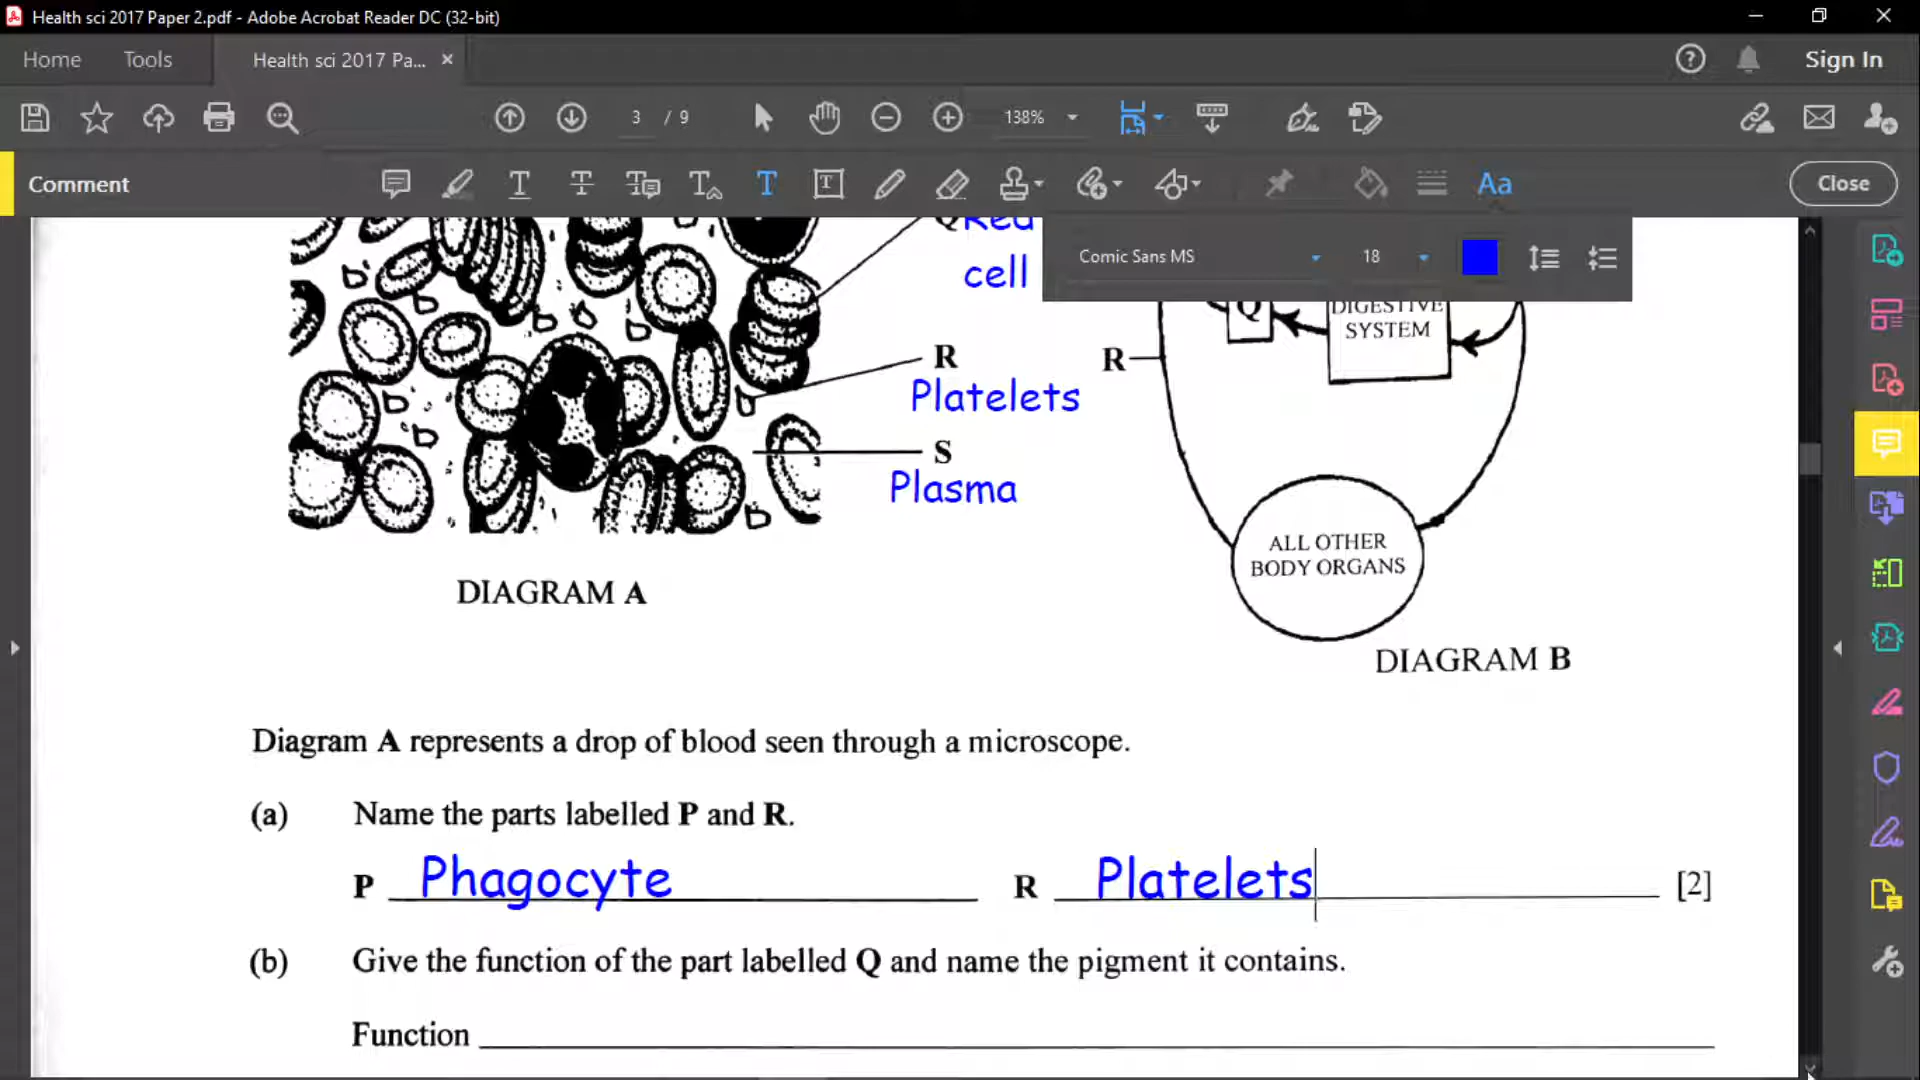 Health sci 2017 Paper 2.pdf - Adobe Acrobat Reader DC (32-bit)
Home Tools Health sci 2017 Pa... × Sign In
3 / 9 138%
Comment Aa Close
Comic Sans MS 18
Red
cell
Q DIGESTIVE
SYSTEM
R R
Platelets
S
Plasma
ALL OTHER
BODY ORGANS
DIAGRAM A
DIAGRAM B
Diagram A represents a drop of blood seen through a microscope.
(a) Name the parts labelled P and R.
P Phagocyte R Platelets [2]
(b) Give the function of the part labelled Q and name the pigment it contains.
Function